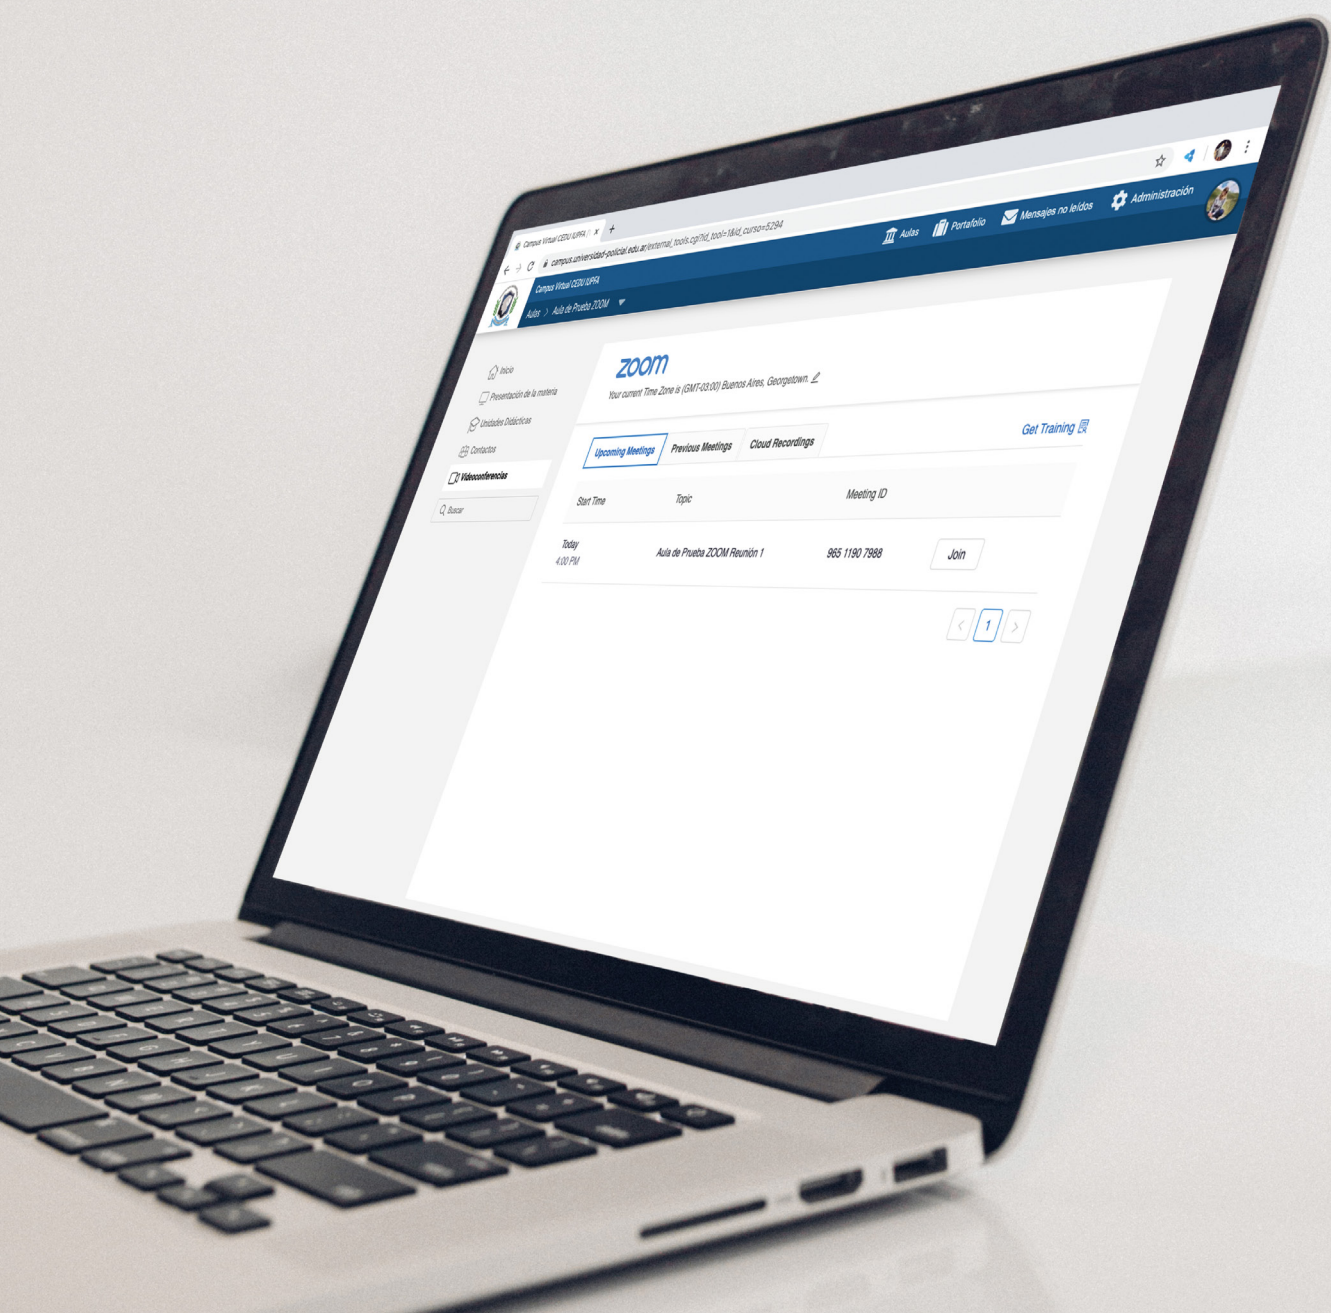 Campus Virtual CEDU IUPFA
campus.universidad-policial.edu.ar/external_tools.cgi?id_tool=1&id_curso=5294
Campus Virtual CEDU IUPFA
Aulas > Aula de Prueba ZOOM
Aulas
Portafolio
Mensajes no leídos
Administración
Inicio
Presentación de la materia
Unidades Didácticas
Contactos
Videoconferencias
Buscar
zoom
Your current Time Zone is (GMT-03:00) Buenos Aires, Georgetown.
Get Training
Upcoming Meetings Previous Meetings Cloud Recordings
Start Time Topic Meeting ID
Today
4:00 PM Aula de Prueba ZOOM Reunión 1 965 1190 7988 Join
< 1 >